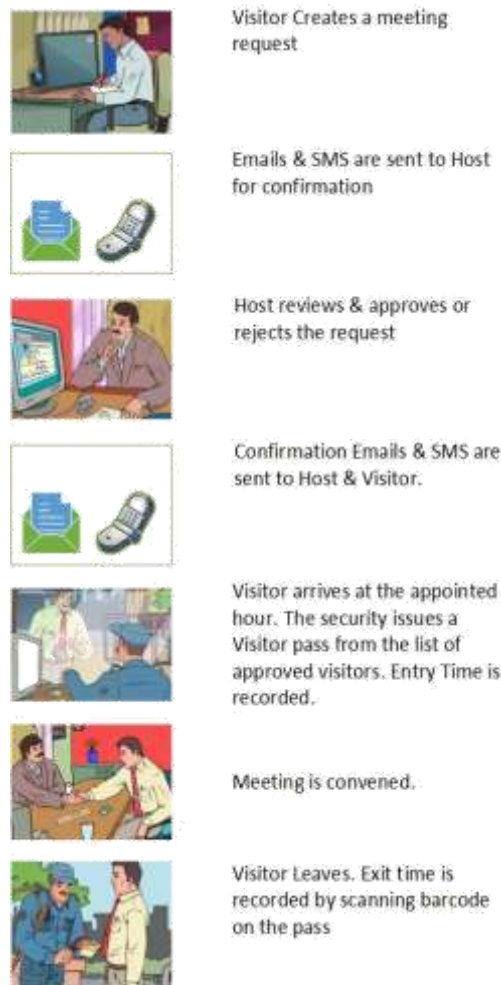 Visitor Creates a meeting
request
Emails & SMS are sent to Host
for confirmation
Host reviews & approves or
rejects the request
Confirmation Emails & SMS are
sent to Host & Visitor.
Visitor arrives at the appointed
hour. The security issues a
Visitor pass from the list of
approved visitors. Entry Time is
recorded.
Meeting is convened.
Visitor Leaves. Exit time is
recorded by scanning barcode
on the pass